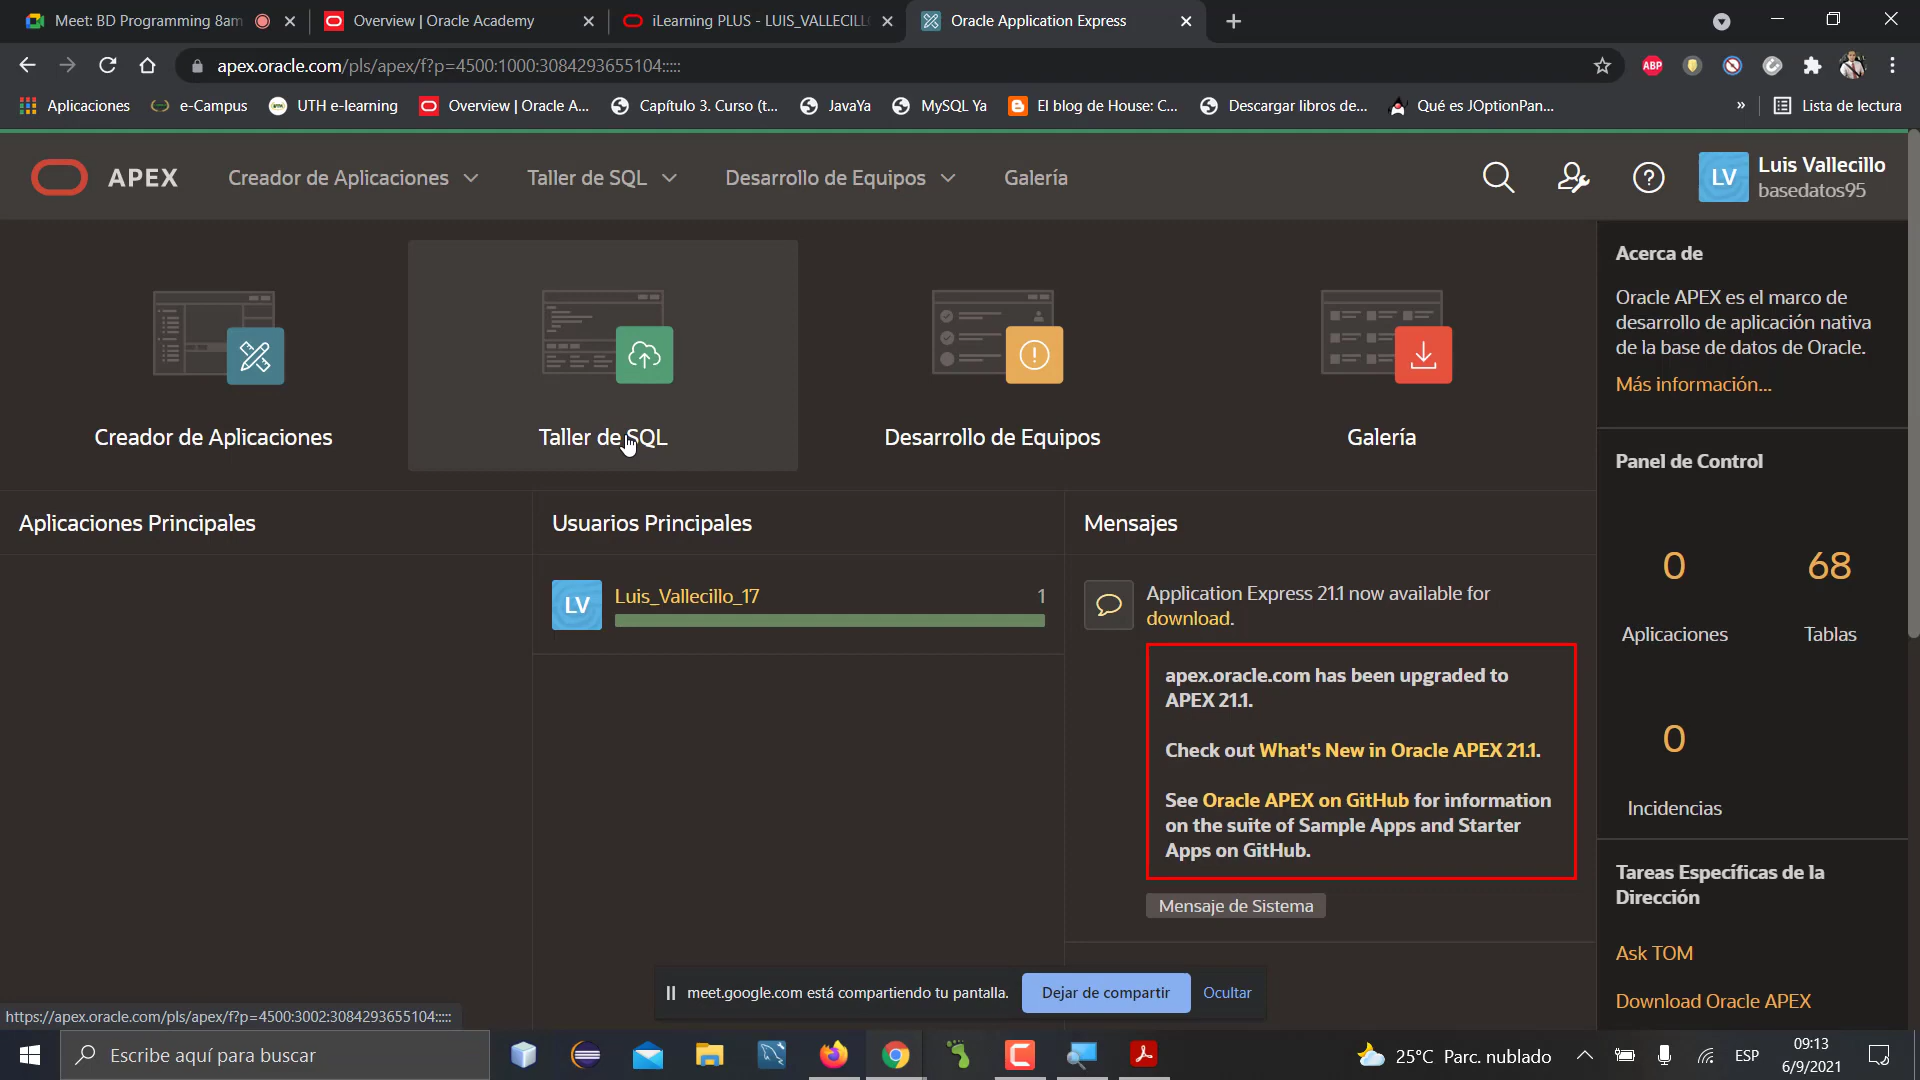 Meet: BD Programming 8am
Overview | Oracle Academy
iLearning PLUS - LUIS_VALLECILL
Oracle Application Express
apex.oracle.com/pls/apex/f?p=4500:1000:3084293655104:::::
ABP
Aplicaciones
e-Campus
UTH e-learning
Overview | Oracle A...
Capítulo 3. Curso (t...
JavaYa
MySQL Ya
El blog de House: C...
Descargar libros de...
Qué es JOptionPan...
»
Lista de lectura
APEX
Creador de Aplicaciones
Taller de SQL
Desarrollo de Equipos
Galería
LV
Luis Vallecillo
basedatos95
Creador de Aplicaciones
Taller de SQL
Desarrollo de Equipos
Galería
Acerca de
Oracle APEX es el marco de
desarrollo de aplicación nativa
de la base de datos de Oracle.
Más información...
Panel de Control
0
68
Aplicaciones
Tablas
0
Incidencias
Aplicaciones Principales
Usuarios Principales
LV
Luis_Vallecillo_17
1
Mensajes
Application Express 21.1 now available for
download.
apex.oracle.com has been upgraded to
APEX 21.1.
Check out What's New in Oracle APEX 21.1.
See Oracle APEX on GitHub for information
on the suite of Sample Apps and Starter
Apps on GitHub.
Mensaje de Sistema
Tareas Específicas de la
Dirección
Ask TOM
Download Oracle APEX
meet.google.com está compartiendo tu pantalla.
Dejar de compartir
Ocultar
https://apex.oracle.com/pls/apex/f?p=4500:3002:3084293655104:::::
Escribe aquí para buscar
25°C Parc. nublado
ESP
09:13
6/9/2021